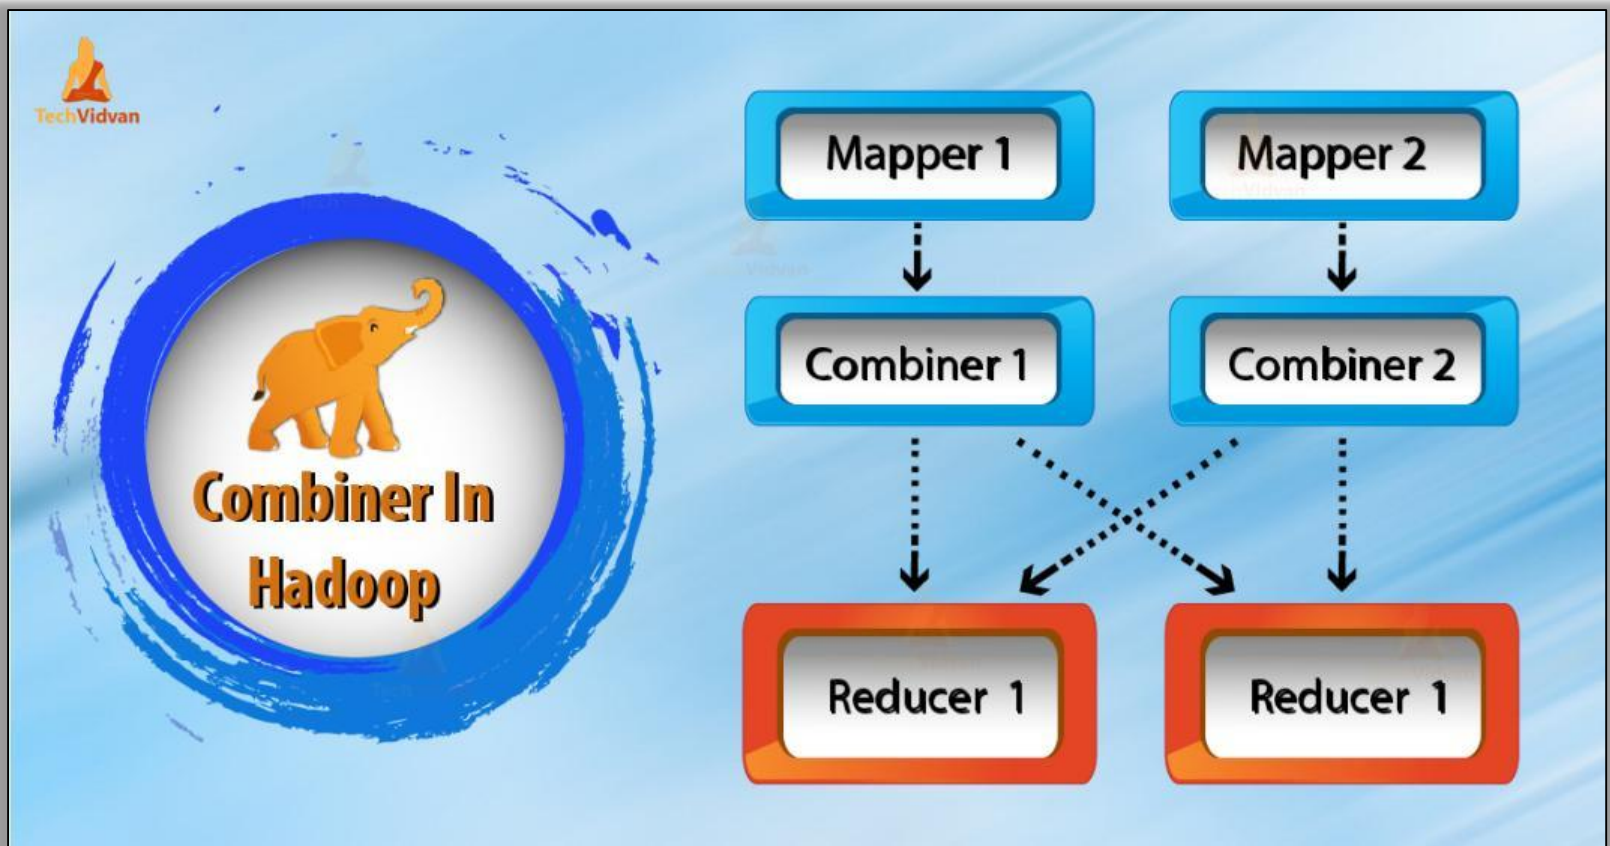 TechVidvan
Combiner In
Hadoop
Mapper 1
Mapper 2
Combiner 1
Combiner 2
Reducer 1
Reducer 1